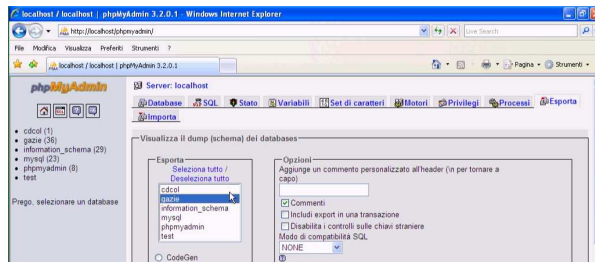 localhost / localhost | phpMyAdmin 3.2.0.1 - Windows Internet Explorer
http://localhost/phpmyadmin/
Live Search
File Modifica Visualizza Preferiti Strumenti ?
localhost / localhost | phpMyAdmin 3.2.0.1
Pagina Strumenti
phpMyAdmin
Server: localhost
Database SQL Stato Variabili Set di caratteri Motori Privilegi Processi Esporta
Importa
cdcol (1)
gazie (36)
information_schema (29)
mysql (23)
phpmyadmin (8)
test
Prego, selezionare un database
Visualizza il dump (schema) dei databases
Esporta
Seleziona tutto /
Deseleziona tutto
cdcol
gazie
information_schema
mysql
phpmyadmin
test
CodeGen
Opzioni
Aggiunge un commento personalizzato all'header (\n per tornare a
capo)
Commenti
Includi export in una transazione
Disabilita i controlli sulle chiavi straniere
Modo di compatibilità SQL
NONE